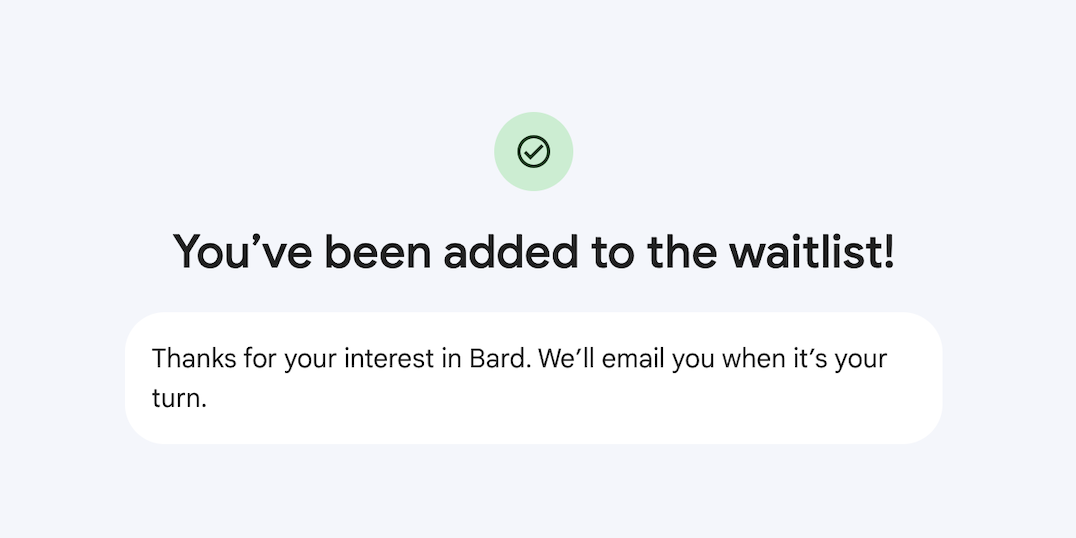 You’ve been added to the waitlist!
Thanks for your interest in Bard. We’ll email you when it’s your
turn.